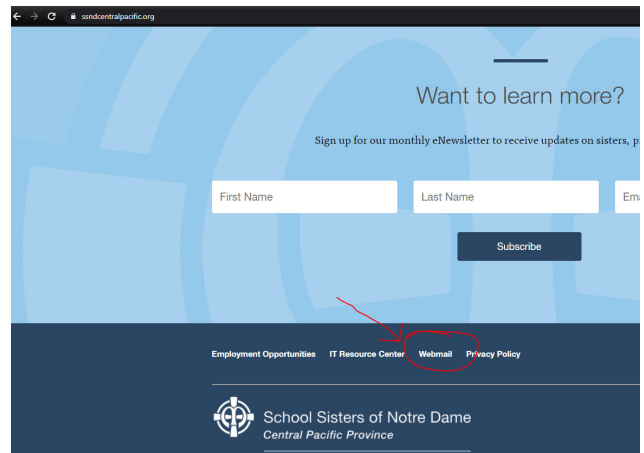 ssndcentralpacific.org
Want to learn more?
Sign up for our monthly eNewsletter to receive updates on sisters, p
First Name Last Name Ema
Subscribe
Employment Opportunities IT Resource Center Webmail Privacy Policy
School Sisters of Notre Dame
Central Pacific Province